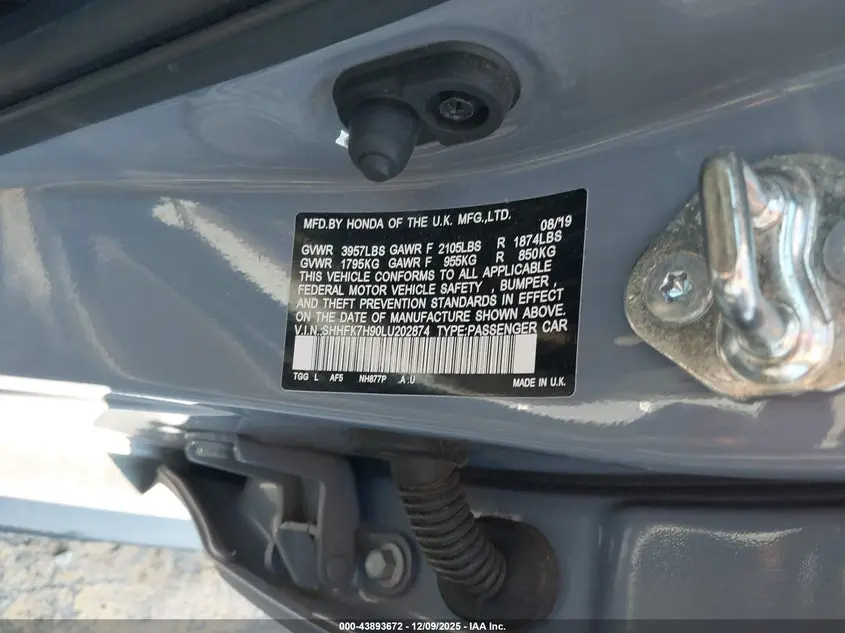 MFD.BY HONDA OF THE U.K. MFG.,LTD. 08/19
GVWR 3957LBS GAWR F 2105LBS R 1874LBS
GVWR 1795KG GAWR F 955KG R 850KG
THIS VEHICLE CONFORMS TO ALL APPLICABLE
FEDERAL MOTOR VEHICLE SAFETY , BUMPER ,
AND THEFT PREVENTION STANDARDS IN EFFECT
ON THE DATE OF MANUFACTURE SHOWN ABOVE.
V.I.N.:SHHFK7H90LU202874 TYPE:PASSENGER CAR
TGG L AF5 NH877P .A.U MADE IN U.K.
000-43893672 | 12/09/2025 | IAA Inc.